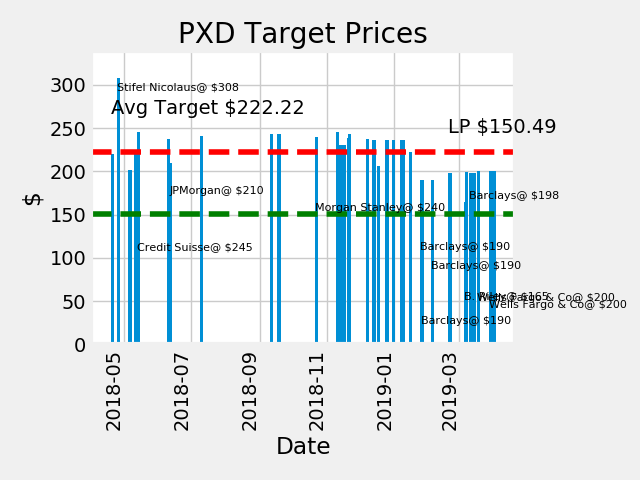 PXD Target Prices
Stifel Nicolaus@ $308
Avg Target $222.22
LP $150.49
JPMorgan@ $210
Barclays@ $198
Morgan Stanley@ $240
Credit Suisse@ $245
Barclays@ $190
Barclays@ $190
B. Riley@ $165
Wells Fargo & Co@ $200
Wells Fargo & Co@ $200
Barclays@ $190
$
300
250
200
150
100
50
0
2018-05
2018-07
2018-09
2018-11
2019-01
2019-03
Date